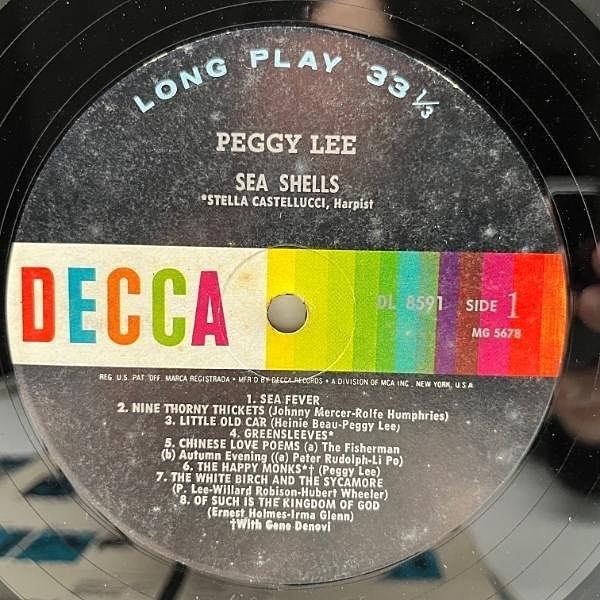 LONG PLAY 33 1/3
PEGGY LEE
SEA SHELLS
*STELLA CASTELLUCCI, Harpist
DECCA
DL 8591 SIDE 1
MG 5678
REG. U.S. PAT. OFF. MARCA REGISTRADA • MFR'D BY DECCA RECORDS • A DIVISION OF MCA INC., NEW YORK, U.S.A.
1. SEA FEVER
2. NINE THORNY THICKETS (Johnny Mercer-Rolfe Humphries)
3. LITTLE OLD CAR (Heinie Beau-Peggy Lee)
4. GREENSLEEVES*
5. CHINESE LOVE POEMS (a) The Fisherman
(b) Autumn Evening ((a) Peter Rudolph-Li Po)
6. THE HAPPY MONKS*† (Peggy Lee)
7. THE WHITE BIRCH AND THE SYCAMORE
(P. Lee-Willard Robison-Hubert Wheeler)
8. OF SUCH IS THE KINGDOM OF GOD
(Ernest Holmes-Irma Glenn)
†With Gene Denovi